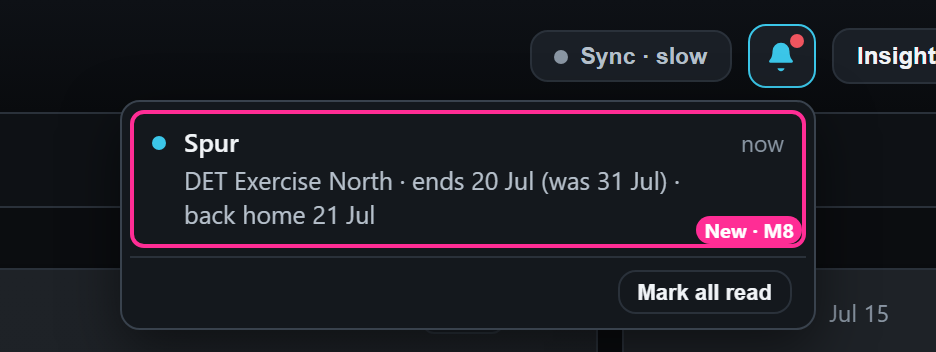 Sync · slow
Insight
Spur
now
DET Exercise North · ends 20 Jul (was 31 Jul) ·
back home 21 Jul
New · M8
Mark all read
Jul 15